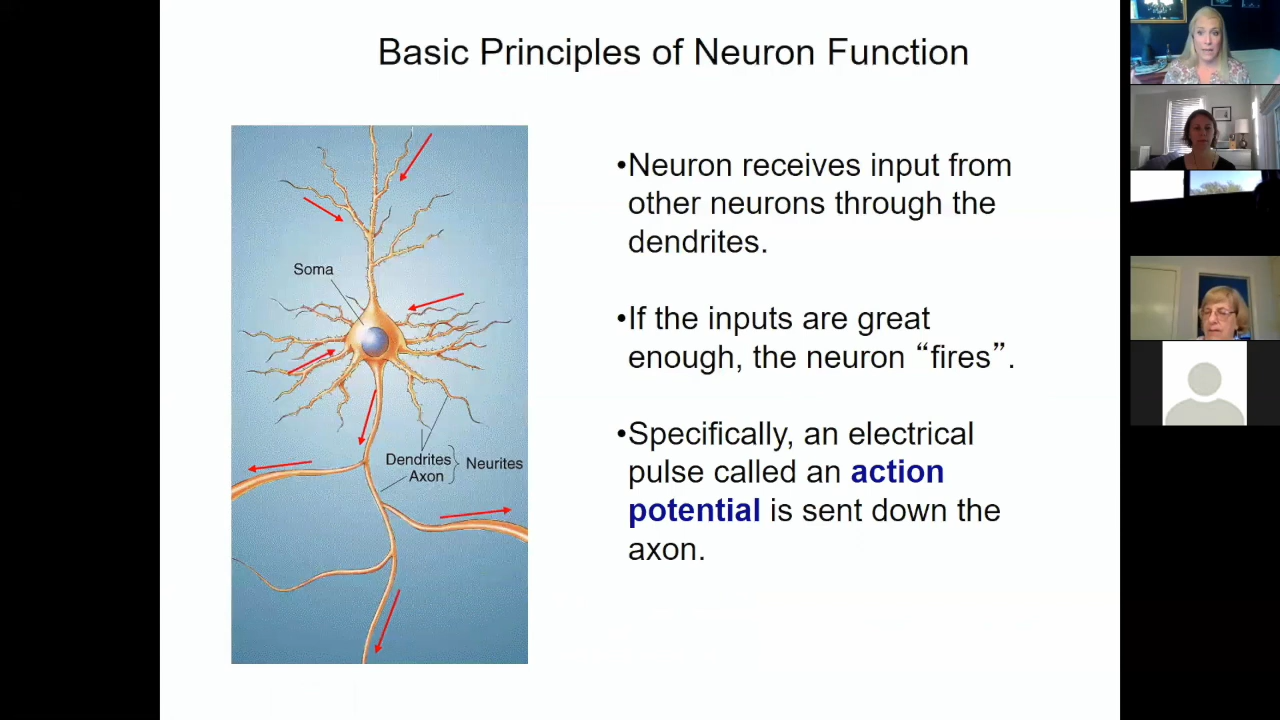 Basic Principles of Neuron Function
Soma
Dendrites
Axon
Neurites
•Neuron receives input from
other neurons through the
dendrites.
•If the inputs are great
enough, the neuron “fires”.
•Specifically, an electrical
pulse called an action
potential is sent down the
axon.